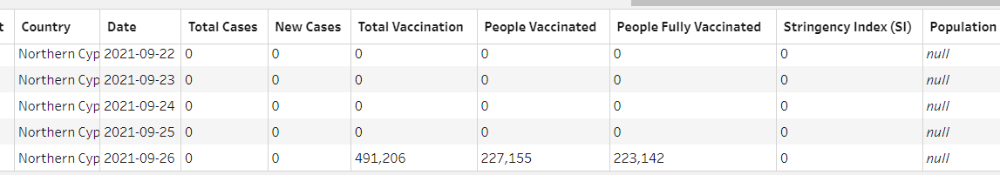 t Country Date Total Cases New Cases Total Vaccination People Vaccinated People Fully Vaccinated Stringency Index (SI) Population
Northern Cyp 2021-09-22 0 0 0 0 0 0 null
Northern Cyp 2021-09-23 0 0 0 0 0 0 null
Northern Cyp 2021-09-24 0 0 0 0 0 0 null
Northern Cyp 2021-09-25 0 0 0 0 0 0 null
Northern Cyp 2021-09-26 0 0 491,206 227,155 223,142 0 null